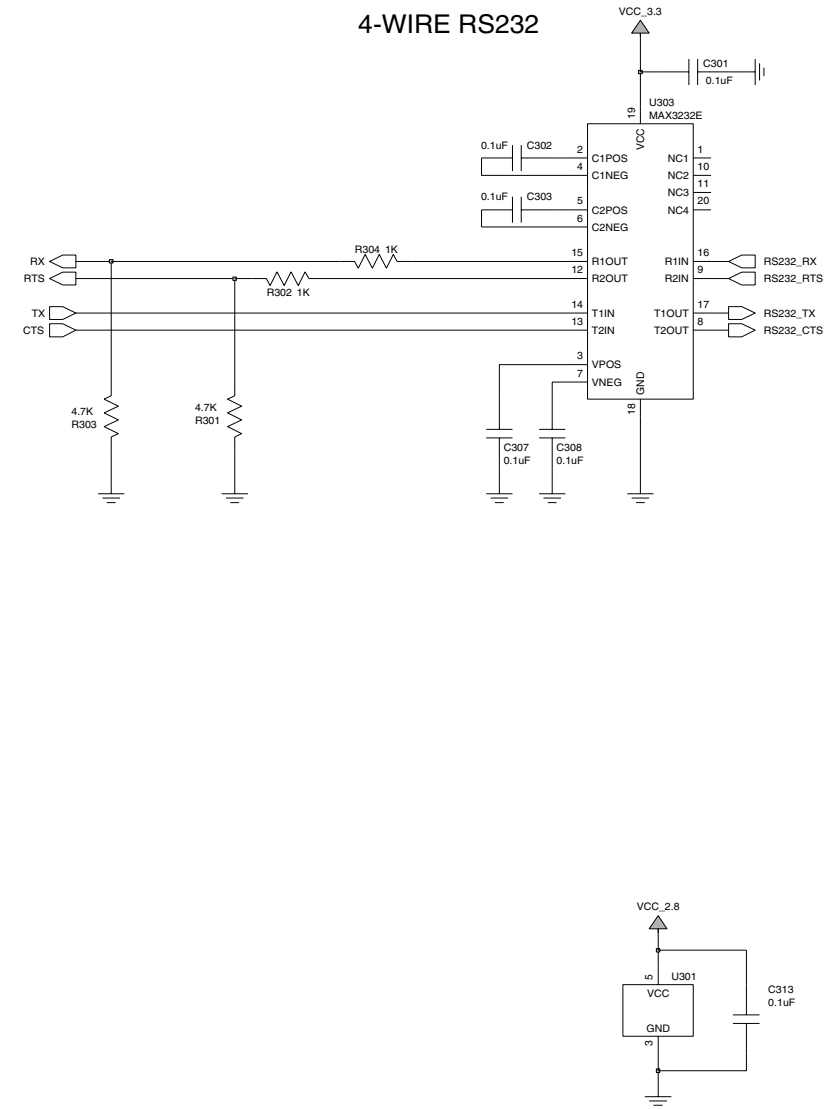 4-WIRE RS232
VCC_3.3
C301
0.1uF
U303
MAX3232E
19
VCC
0.1uF C302
2 C1POS NC1 1
4 C1NEG NC2 10
NC3 11
0.1uF C303
5 C2POS NC4 20
6 C2NEG
RX R304 1K 15 R1OUT R1IN 16 RS232_RX
RTS R302 1K 12 R2OUT R2IN 9 RS232_RTS
TX 14 T1IN T1OUT 17 RS232_TX
CTS 13 T2IN T2OUT 8 RS232_CTS
3 VPOS
7 VNEG
GND
18
4.7K
R303
4.7K
R301
C307
0.1uF
C308
0.1uF
VCC_2.8
5 U301
VCC
GND
3
C313
0.1uF